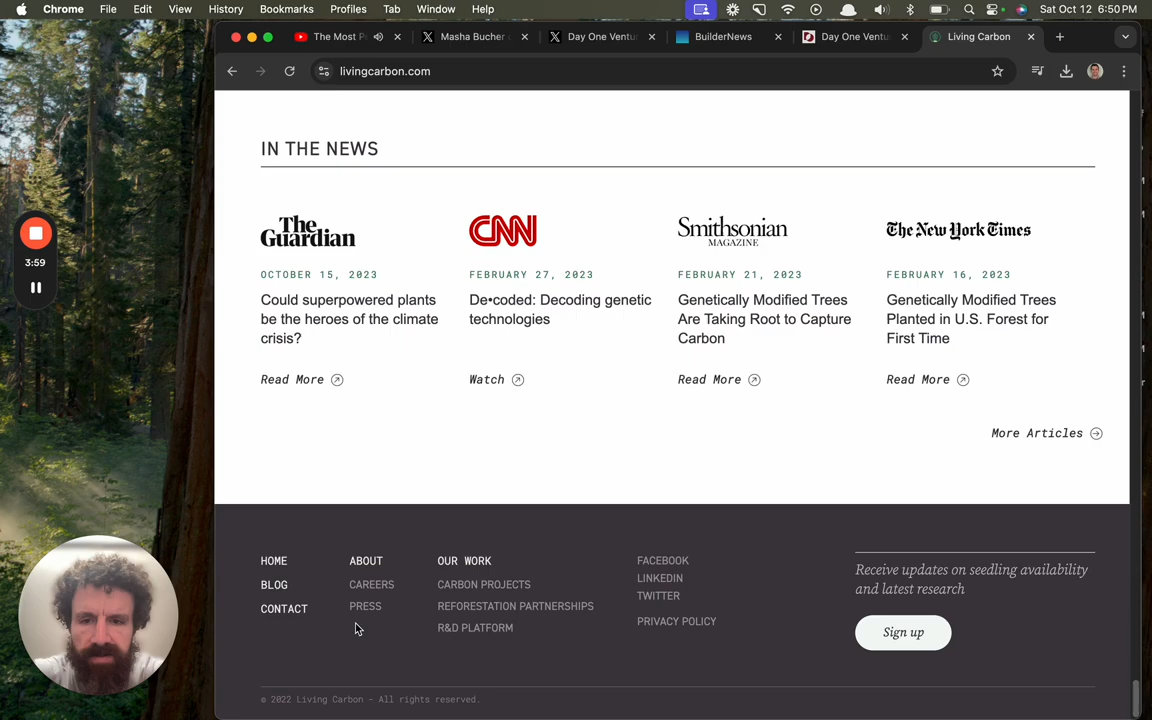 Chrome File Edit View History Bookmarks Profiles Tab Window Help
Sat Oct 12 6:50 PM
The Most P
Masha Bucher
Day One Ventu
BuilderNews
Day One Ventu
Living Carbon
livingcarbon.com
3:59
IN THE NEWS
The Guardian
OCTOBER 15, 2023
Could superpowered plants
be the heroes of the climate
crisis?
Read More
CNN
FEBRUARY 27, 2023
De•coded: Decoding genetic
technologies
Watch
Smithsonian
MAGAZINE
FEBRUARY 21, 2023
Genetically Modified Trees
Are Taking Root to Capture
Carbon
Read More
The New York Times
FEBRUARY 16, 2023
Genetically Modified Trees
Planted in U.S. Forest for
First Time
Read More
More Articles
HOME
BLOG
CONTACT
ABOUT
CAREERS
PRESS
OUR WORK
CARBON PROJECTS
REFORESTATION PARTNERSHIPS
R&D PLATFORM
FACEBOOK
LINKEDIN
TWITTER
PRIVACY POLICY
Receive updates on seedling availability
and latest research
Sign up
© 2022 Living Carbon – All rights reserved.